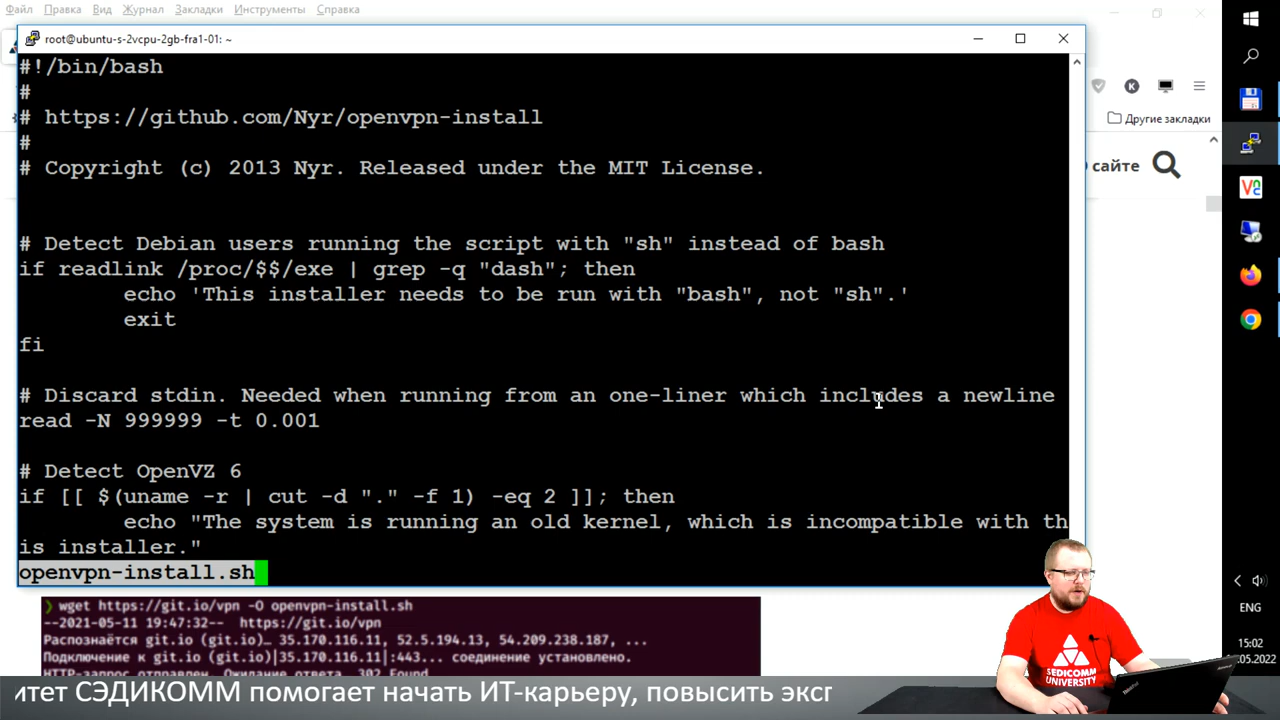 Файл Правка Вид Журнал Закладки Инструменты Справка
root@ubuntu-s-2vcpu-2gb-fra1-01: ~
#!/bin/bash
#
# https://github.com/Nyr/openvpn-install
#
# Copyright (c) 2013 Nyr. Released under the MIT License.
# Detect Debian users running the script with "sh" instead of bash
if readlink /proc/$$/exe | grep -q "dash"; then
echo 'This installer needs to be run with "bash", not "sh".'
exit
fi
# Discard stdin. Needed when running from an one-liner which includes a newline
read -N 999999 -t 0.001
# Detect OpenVZ 6
if [[ $(uname -r | cut -d "." -f 1) -eq 2 ]]; then
echo "The system is running an old kernel, which is incompatible with th
is installer."
openvpn-install.sh
Другие закладки
сайте
❯ wget https://git.io/vpn -O openvpn-install.sh
--2021-05-11 19:47:32-- https://git.io/vpn
Распознаётся git.io (git.io)… 35.170.116.11, 52.5.194.13, 54.209.238.187, ...
Подключение к git.io (git.io)|35.170.116.11|:443... соединение установлено.
HTTP-запрос отправлен. Ожидание ответа… 302 Found
SEDICOMM
UNIVERSITY
ENG
15:02
.05.2022
итет СЭДИКОММ помогает начать ИТ-карьеру, повысить эксп